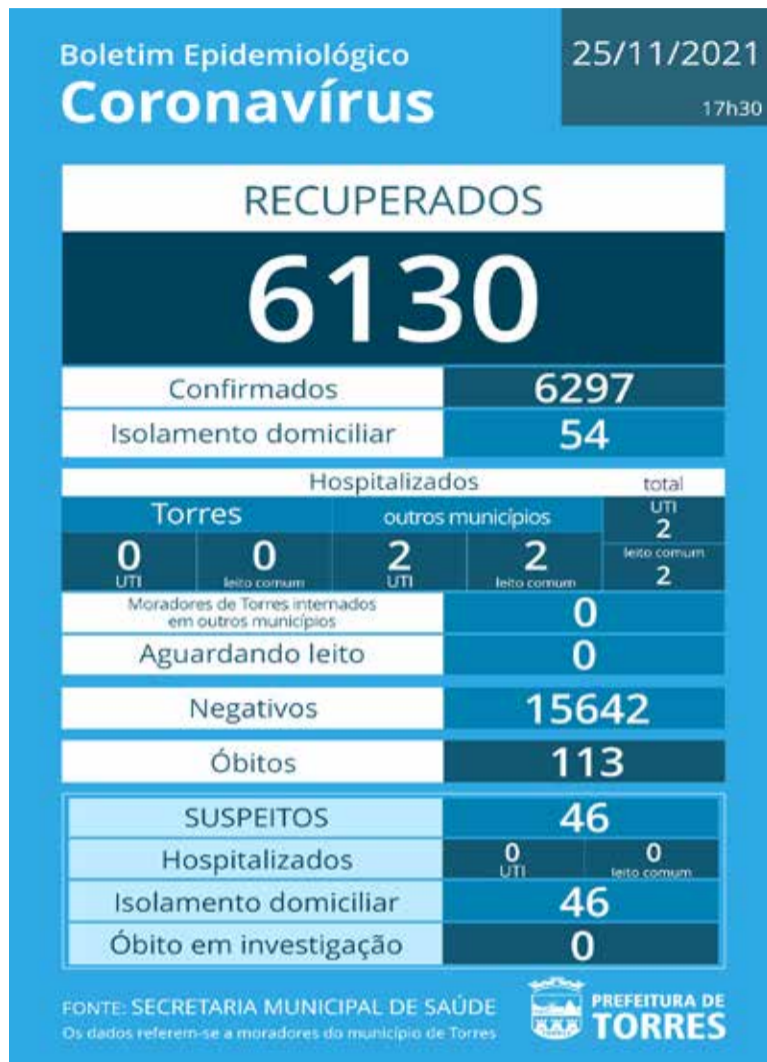 Boletim Epidemiológico
Coronavírus
25/11/2021
17h30
RECUPERADOS
6130
Confirmados 6297
Isolamento domiciliar 54
Hospitalizados total
Torres outros municípios
0 UTI
0 leito comum
2 UTI
2 leito comum
UTI
2
leito comum
2
Moradores de Torres internados
em outros municípios 0
Aguardando leito 0
Negativos 15642
Óbitos 113
SUSPEITOS 46
Hospitalizados 0 UTI 0 leito comum
Isolamento domiciliar 46
Óbito em investigação 0
FONTE: SECRETARIA MUNICIPAL DE SAÚDE
Os dados referem-se a moradores do município de Torres
PREFEITURA DE
TORRES